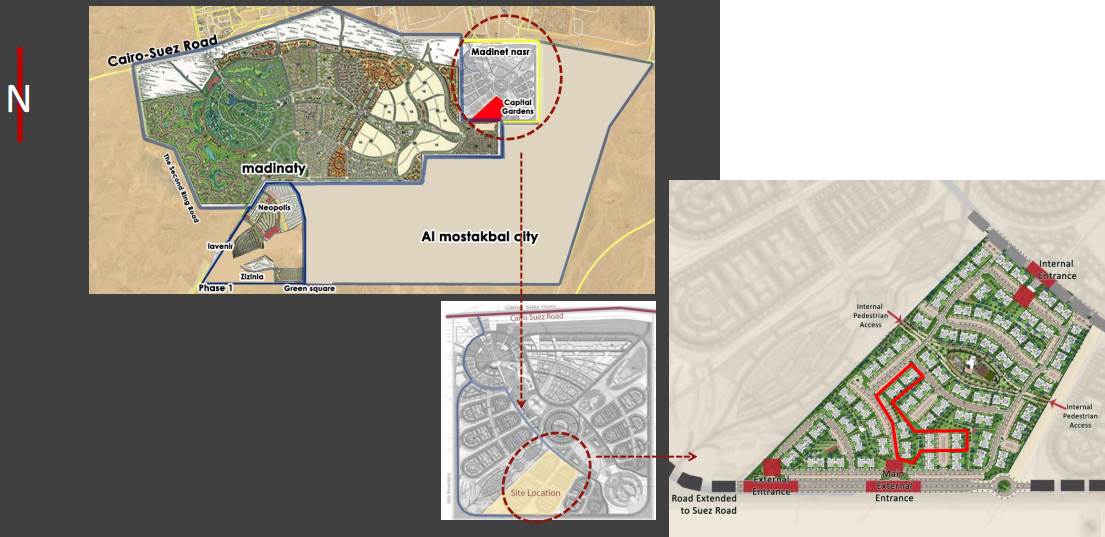 N
Cairo-Suez Road
Madinet nasr
Capital
Gardens
The Second Ring Road
madinaty
Neopolis
lavenir
Al mostakbal city
Zizinia
Phase 1
Green square
Cairo Suez Road
Site Location
Internal
Entrance
Internal
Pedestrian
Access
Internal
Pedestrian
Access
External
Entrance
Main
External
Entrance
Road Extended
to Suez Road